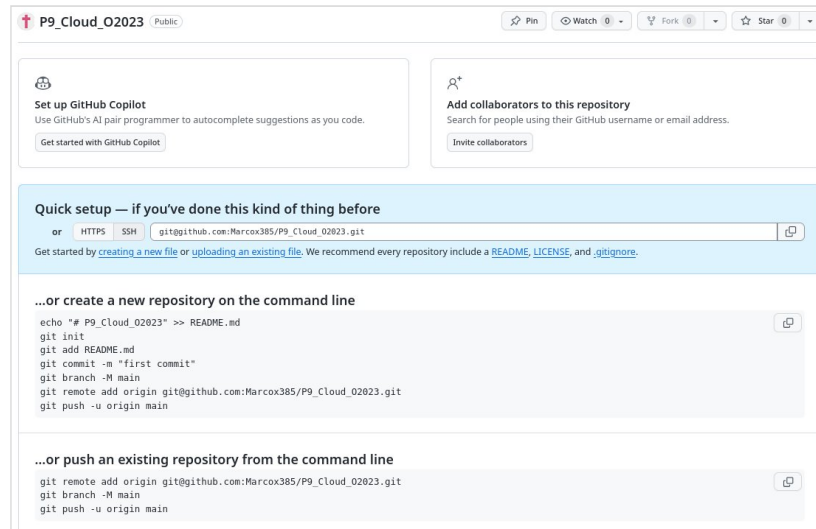 P9_Cloud_O2023 Public
Pin Watch 0 Fork 0 Star 0
Set up GitHub Copilot
Use GitHub's AI pair programmer to autocomplete suggestions as you code.
Get started with GitHub Copilot
Add collaborators to this repository
Search for people using their GitHub username or email address.
Invite collaborators
Quick setup — if you've done this kind of thing before
or HTTPS SSH git@github.com:Marcox385/P9_Cloud_O2023.git
Get started by creating a new file or uploading an existing file. We recommend every repository include a README, LICENSE, and .gitignore.
...or create a new repository on the command line
echo "# P9_Cloud_O2023" >> README.md
git init
git add README.md
git commit -m "first commit"
git branch -M main
git remote add origin git@github.com:Marcox385/P9_Cloud_O2023.git
git push -u origin main
...or push an existing repository from the command line
git remote add origin git@github.com:Marcox385/P9_Cloud_O2023.git
git branch -M main
git push -u origin main